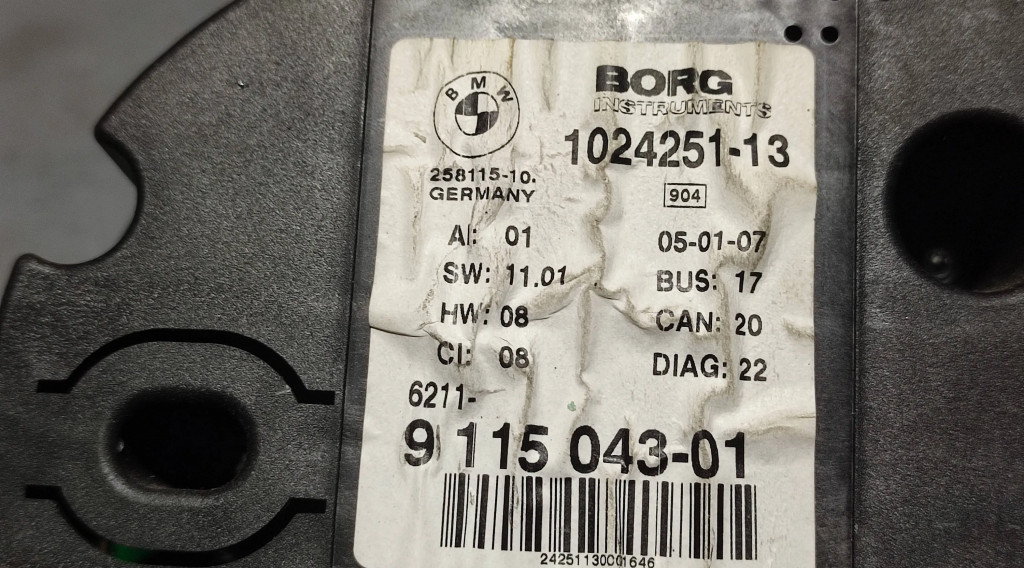 BMW
BORG
INSTRUMENTS
1024251-13
258115-10.
GERMANY
904
AI: 01
05-01-07
SW: 11.01
BUS: 17
HW: 08
CAN: 20
CI: 08
DIAG: 22
6211-
9 115 043-01
24251130001646